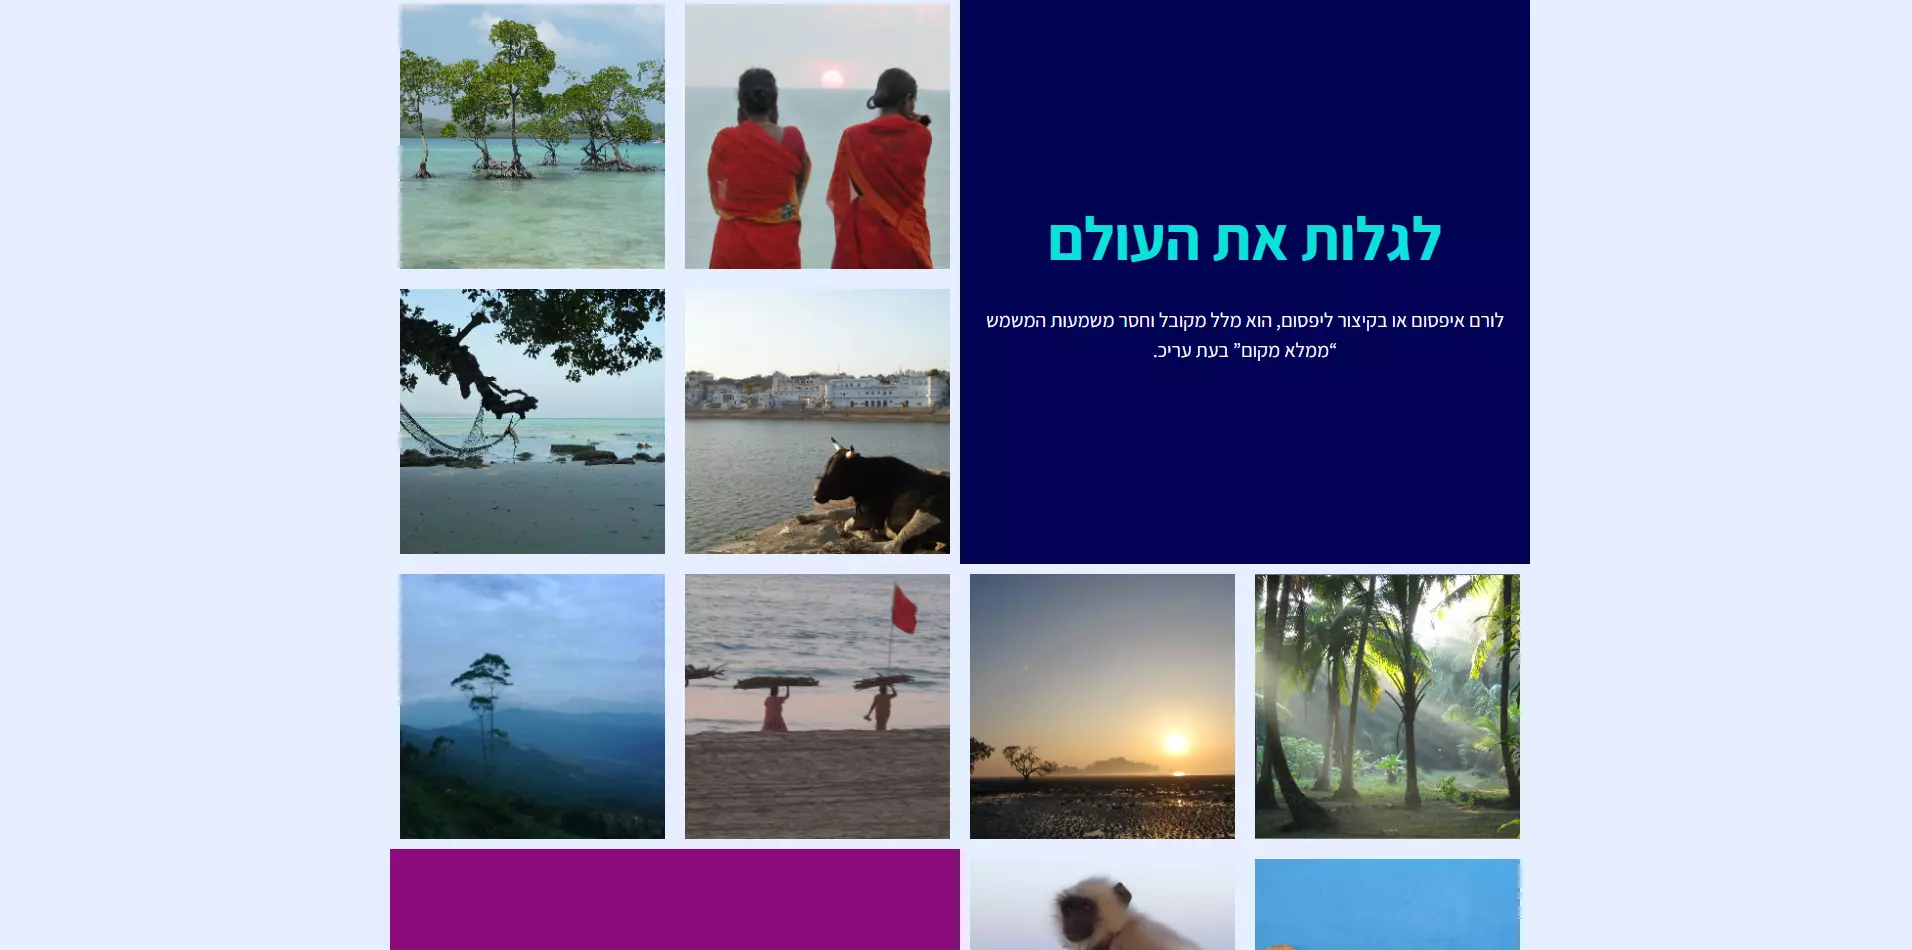 לגלות את העולם
לורם איפסום או בקיצור ליפסום, הוא מלל מקובל וחסר משמעות המשמש
“ממלא מקום” בעת עריכ.